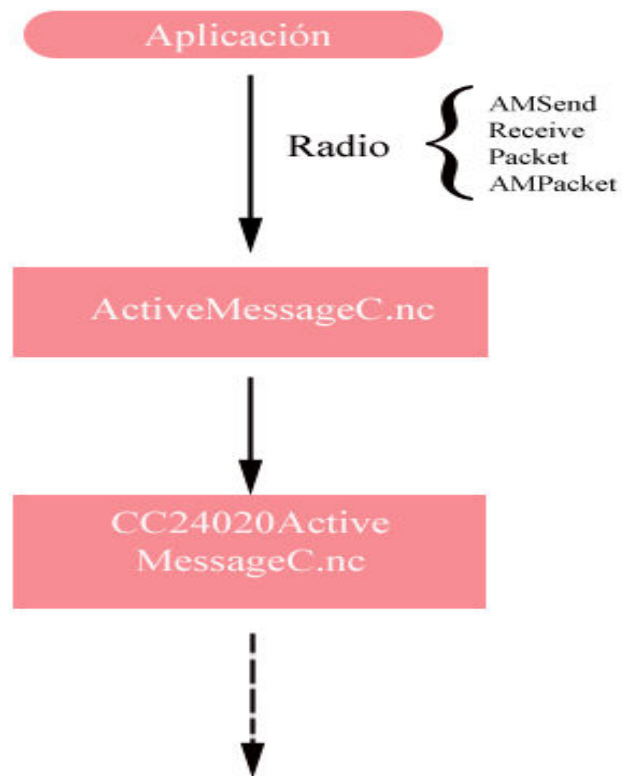 Aplicación
Radio
AMSend
Receive
Packet
AMPacket
ActiveMessageC.nc
CC24020Active
MessageC.nc